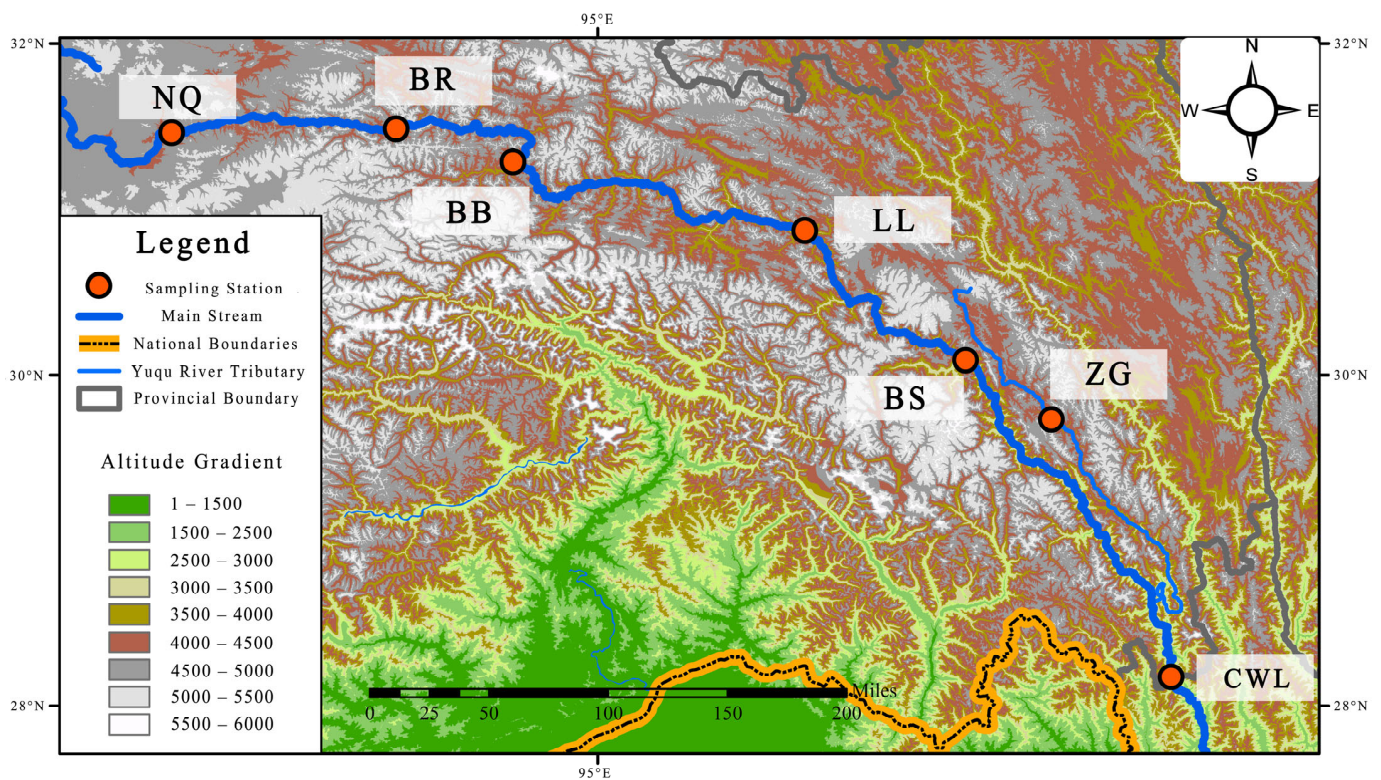 95°E
32°N
32°N
N
W
E
S
NQ
BR
BB
LL
BS
ZG
CWL
30°N
30°N
28°N
28°N
Legend
Sampling Station
Main Stream
National Boundaries
Yuqu River Tributary
Provincial Boundary
Altitude Gradient
1 – 1500
1500 – 2500
2500 – 3000
3000 – 3500
3500 – 4000
4000 – 4500
4500 – 5000
5000 – 5500
5500 – 6000
Miles
0 25 50 100 150 200
95°E